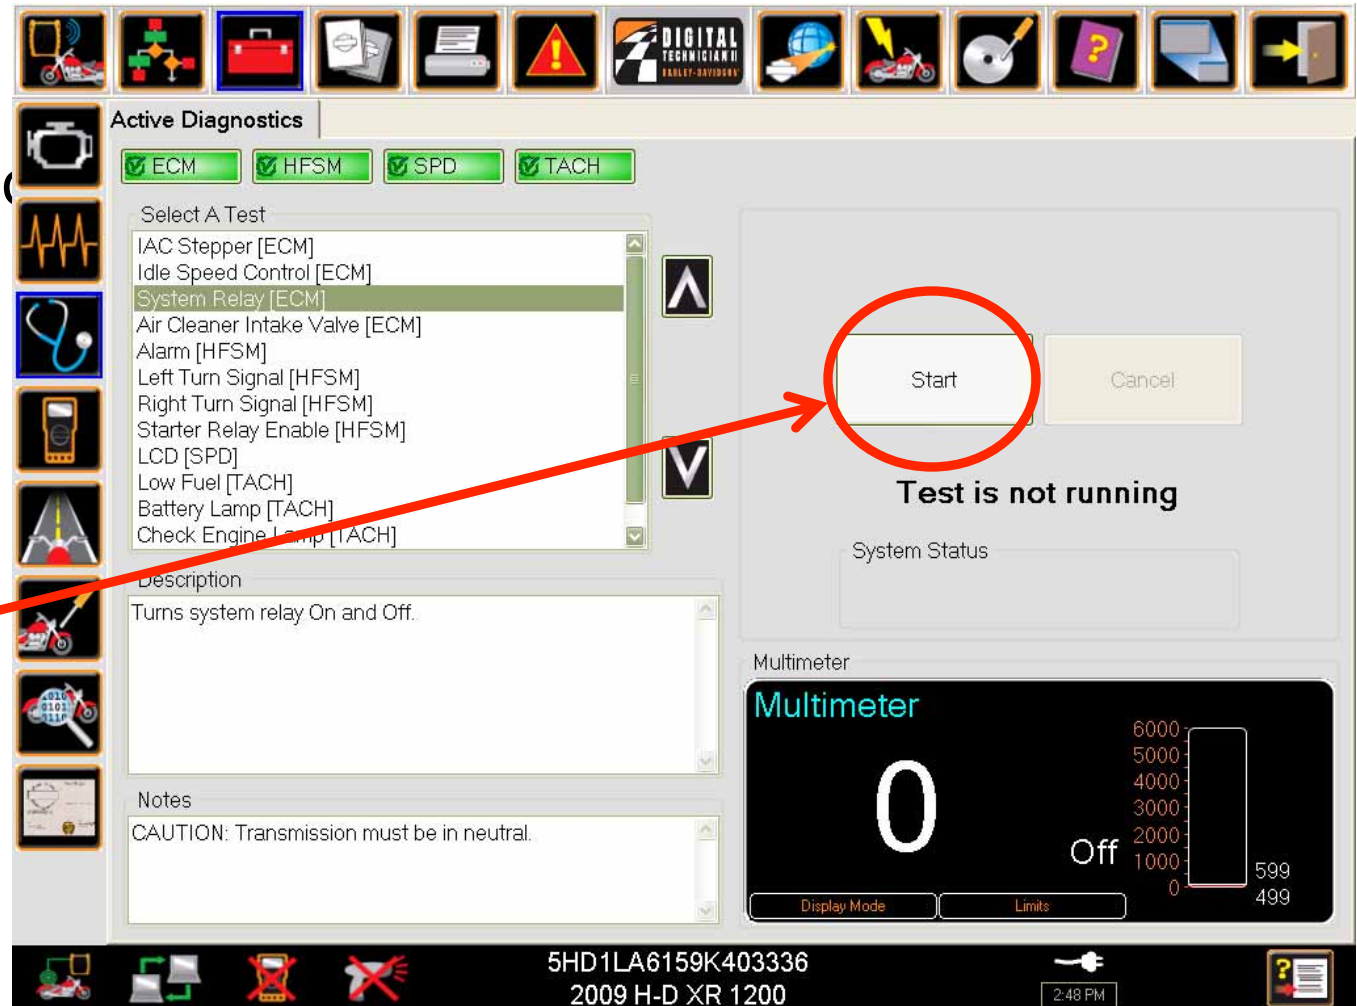 DIGITAL
TECHNICIAN II
HARLEY-DAVIDSON
Active Diagnostics
ECM HFSM SPD TACH
Select A Test
IAC Stepper [ECM]
Idle Speed Control [ECM]
System Relay [ECM]
Air Cleaner Intake Valve [ECM]
Alarm [HFSM]
Left Turn Signal [HFSM]
Right Turn Signal [HFSM]
Starter Relay Enable [HFSM]
LCD [SPD]
Low Fuel [TACH]
Battery Lamp [TACH]
Check Engine Lamp [TACH]
Start
Cancel
Test is not running
System Status
Description
Turns system relay On and Off.
Notes
CAUTION: Transmission must be in neutral.
Multimeter
Multimeter
0
Off
6000
5000
4000
3000
2000
1000
0
599
499
Display Mode
Limits
5HD1LA6159K403336
2009 H-D XR 1200
2:48 PM